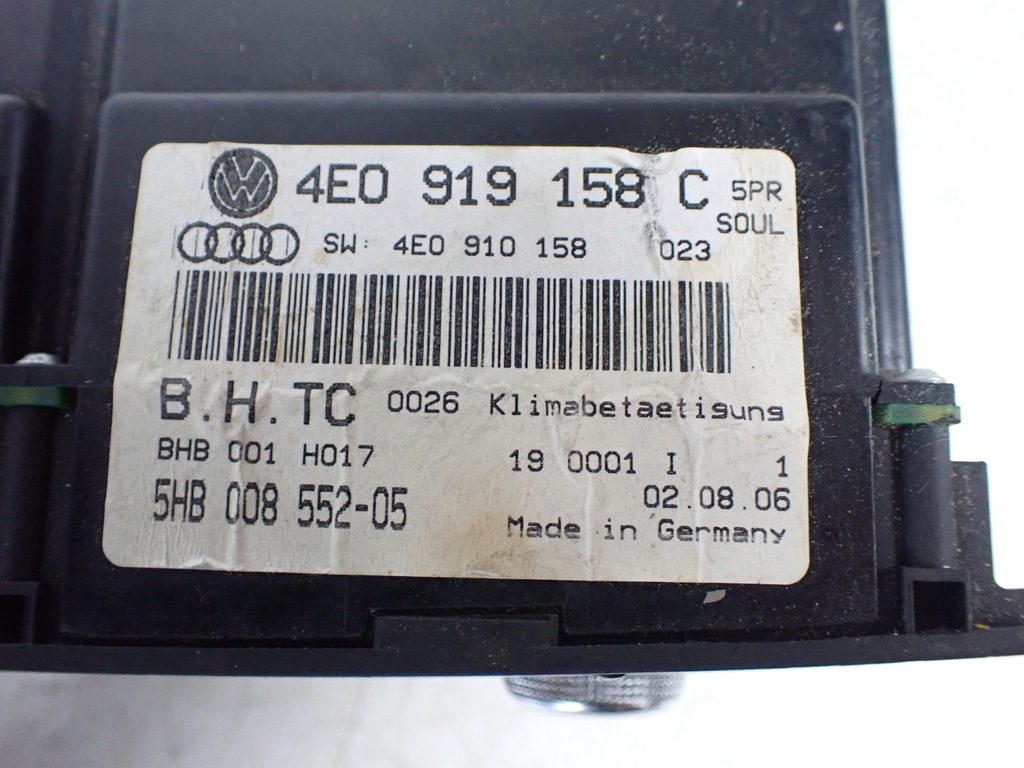 4E0 919 158 C 5PR
SOUL
SW: 4E0 910 158 023
B.H.TC 0026 Klimabetaetigung
BHB 001 H017 19 0001 I 1
5HB 008 552-05 02.08.06
Made in Germany